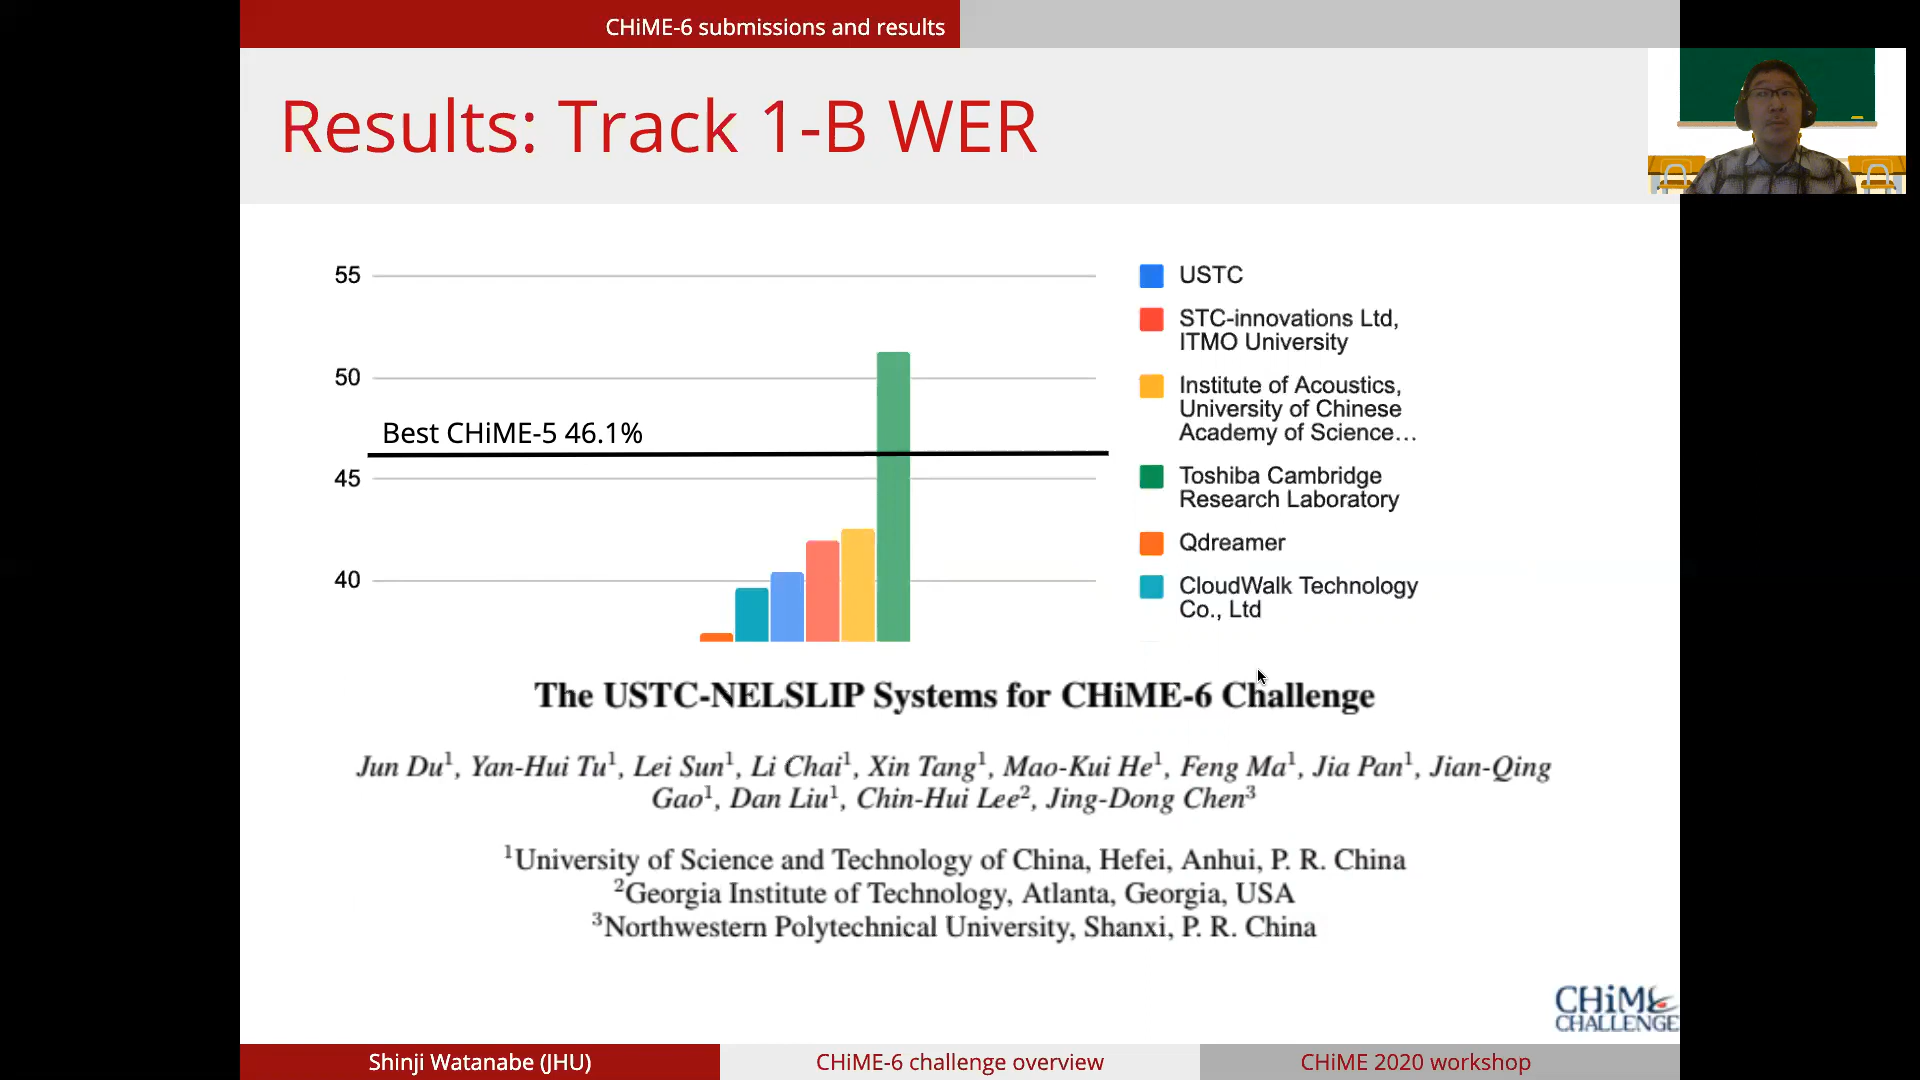 CHiME-6 submissions and results
Results: Track 1-B WER
55
50
45
40
Best CHiME-5 46.1%
USTC
STC-innovations Ltd,
ITMO University
Institute of Acoustics,
University of Chinese
Academy of Science…
Toshiba Cambridge
Research Laboratory
Qdreamer
CloudWalk Technology
Co., Ltd
The USTC-NELSLIP Systems for CHiME-6 Challenge
Jun Du¹, Yan-Hui Tu¹, Lei Sun¹, Li Chai¹, Xin Tang¹, Mao-Kui He¹, Feng Ma¹, Jia Pan¹, Jian-Qing
Gao¹, Dan Liu¹, Chin-Hui Lee², Jing-Dong Chen³
¹University of Science and Technology of China, Hefei, Anhui, P. R. China
²Georgia Institute of Technology, Atlanta, Georgia, USA
³Northwestern Polytechnical University, Shanxi, P. R. China
CHiME
CHALLENGE
Shinji Watanabe (JHU)
CHiME-6 challenge overview
CHiME 2020 workshop